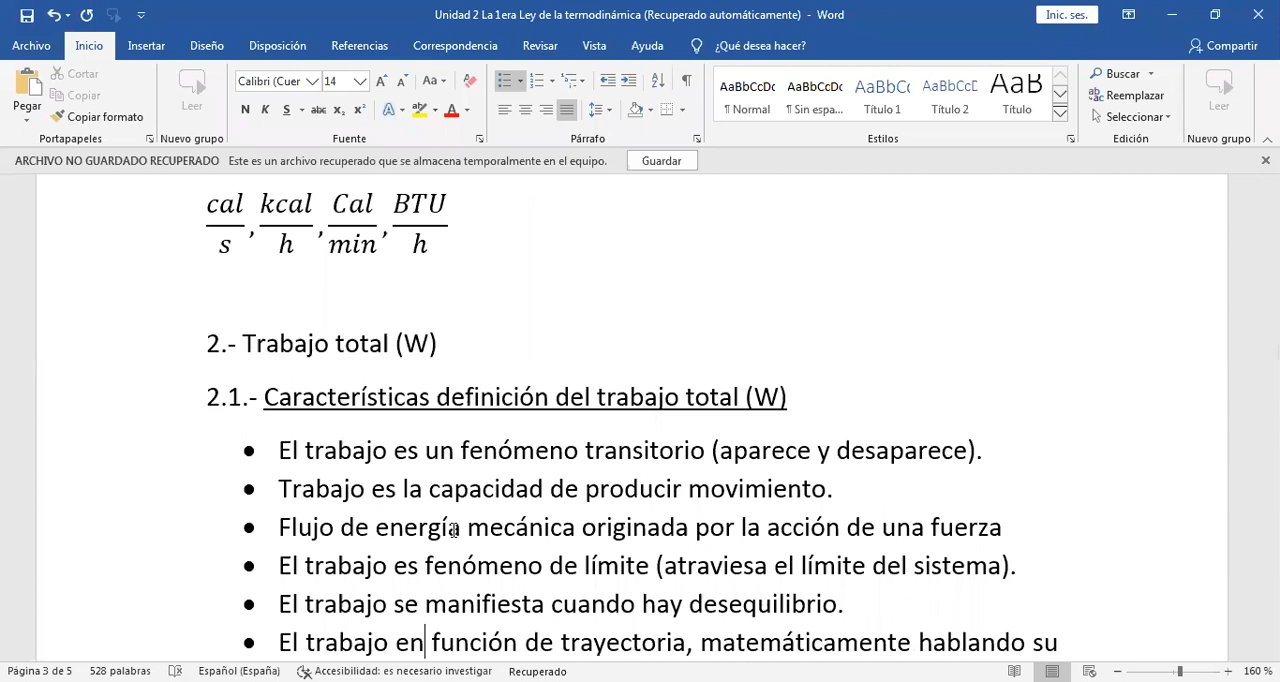 Unidad 2 La 1era Ley de la termodinámica (Recuperado automáticamente) - Word
Inic. ses.
Archivo Inicio Insertar Diseño Disposición Referencias Correspondencia Revisar Vista Ayuda ¿Qué desea hacer? Compartir
Pegar
Cortar
Copiar
Copiar formato
Portapapeles
Leer
Nuevo grupo
Calibri (Cuer 14
N K S abc x₂ x² A A
Fuente
Párrafo
AaBbCcDc AaBbCcDc AaBbCc AaBbCcD AaB
¶ Normal ¶ Sin espa... Título 1 Título 2 Título
Estilos
Buscar
Reemplazar
Seleccionar
Edición
Leer
Nuevo grupo
ARCHIVO NO GUARDADO RECUPERADO Este es un archivo recuperado que se almacena temporalmente en el equipo. Guardar
cal/s, kcal/h, Cal/min, BTU/h
2.- Trabajo total (W)
2.1.- Características definición del trabajo total (W)
• El trabajo es un fenómeno transitorio (aparece y desaparece).
• Trabajo es la capacidad de producir movimiento.
• Flujo de energía mecánica originada por la acción de una fuerza
• El trabajo es fenómeno de límite (atraviesa el límite del sistema).
• El trabajo se manifiesta cuando hay desequilibrio.
• El trabajo en función de trayectoria, matemáticamente hablando su
Página 3 de 5 528 palabras Español (España) Accesibilidad: es necesario investigar Recuperado 160 %